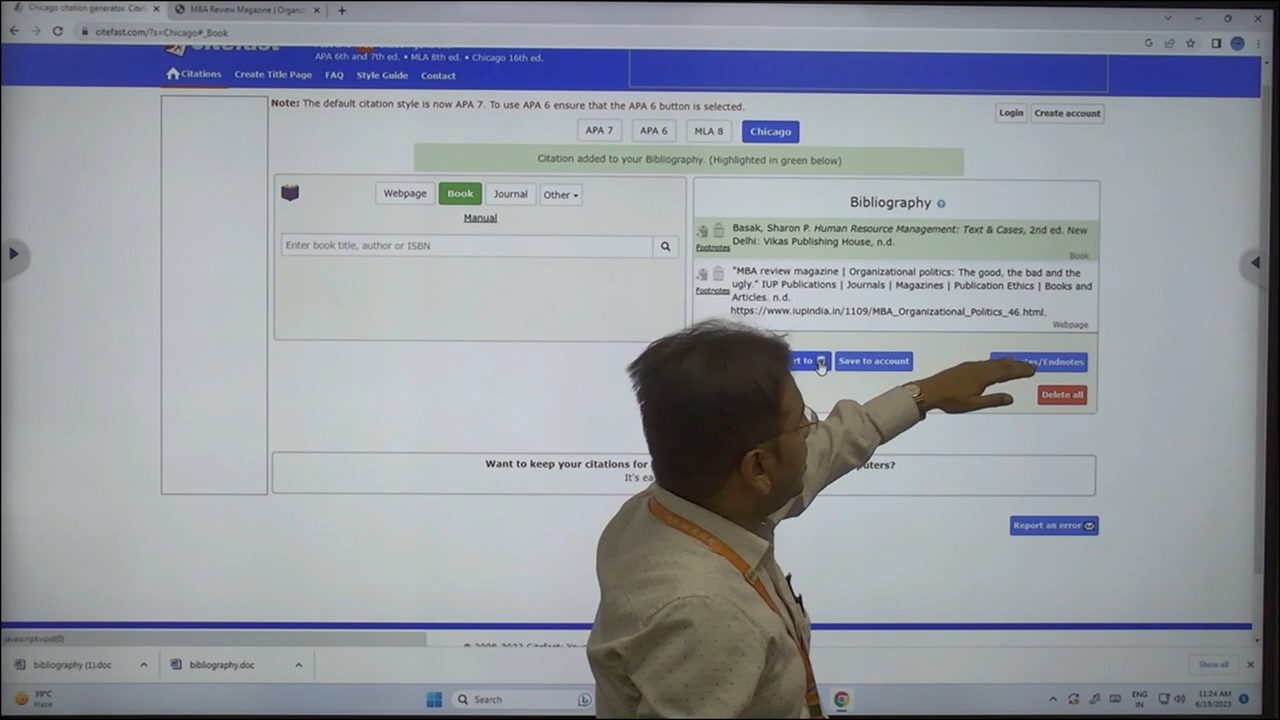 Chicago citation generator. Cite
MBA Review Magazine | Organi
citefast.com/?s=Chicago#_Book
citefast
APA 6th and 7th ed. • MLA 8th ed. • Chicago 16th ed.
Citations Create Title Page FAQ Style Guide Contact
Note: The default citation style is now APA 7. To use APA 6 ensure that the APA 6 button is selected.
Login Create account
APA 7 APA 6 MLA 8 Chicago
Citation added to your Bibliography. (Highlighted in green below)
Webpage Book Journal Other
Manual
Enter book title, author or ISBN
Bibliography
Basak, Sharon P. Human Resource Management: Text & Cases, 2nd ed. New
Delhi: Vikas Publishing House, n.d.
Footnotes
Book
"MBA review magazine | Organizational politics: The good, the bad and the
ugly." IUP Publications | Journals | Magazines | Publication Ethics | Books and
Articles. n.d.
https://www.iupindia.in/1109/MBA_Organizational_Politics_46.html.
Footnotes
Webpage
rt to Save to account es/Endnotes
Delete all
Want to keep your citations for puters?
It's ea
Report an error
javascript:void(0)
bibliography (1).doc bibliography.doc Show all
39°C
Haze
Search
ENG
IN
11:24 AM
6/19/2023